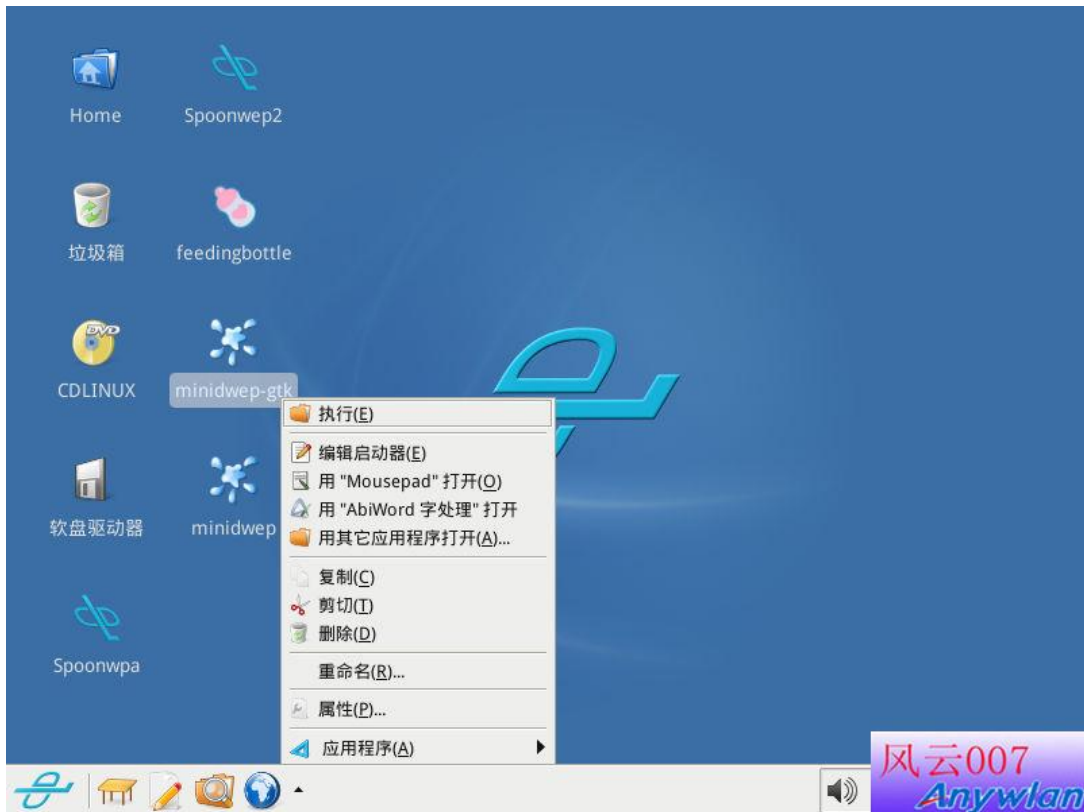 Home
Spoonwep2
垃圾箱
feedingbottle
CDLINUX
minidwep-gtk
软盘驱动器
minidwep
Spoonwpa
DVD
执行(E)
编辑启动器(E)
用 "Mousepad" 打开(O)
用 "AbiWord 字处理" 打开
用其它应用程序打开(A)...
复制(C)
剪切(T)
删除(D)
重命名(R)...
属性(P)...
应用程序(A)
风云007
Anywlan